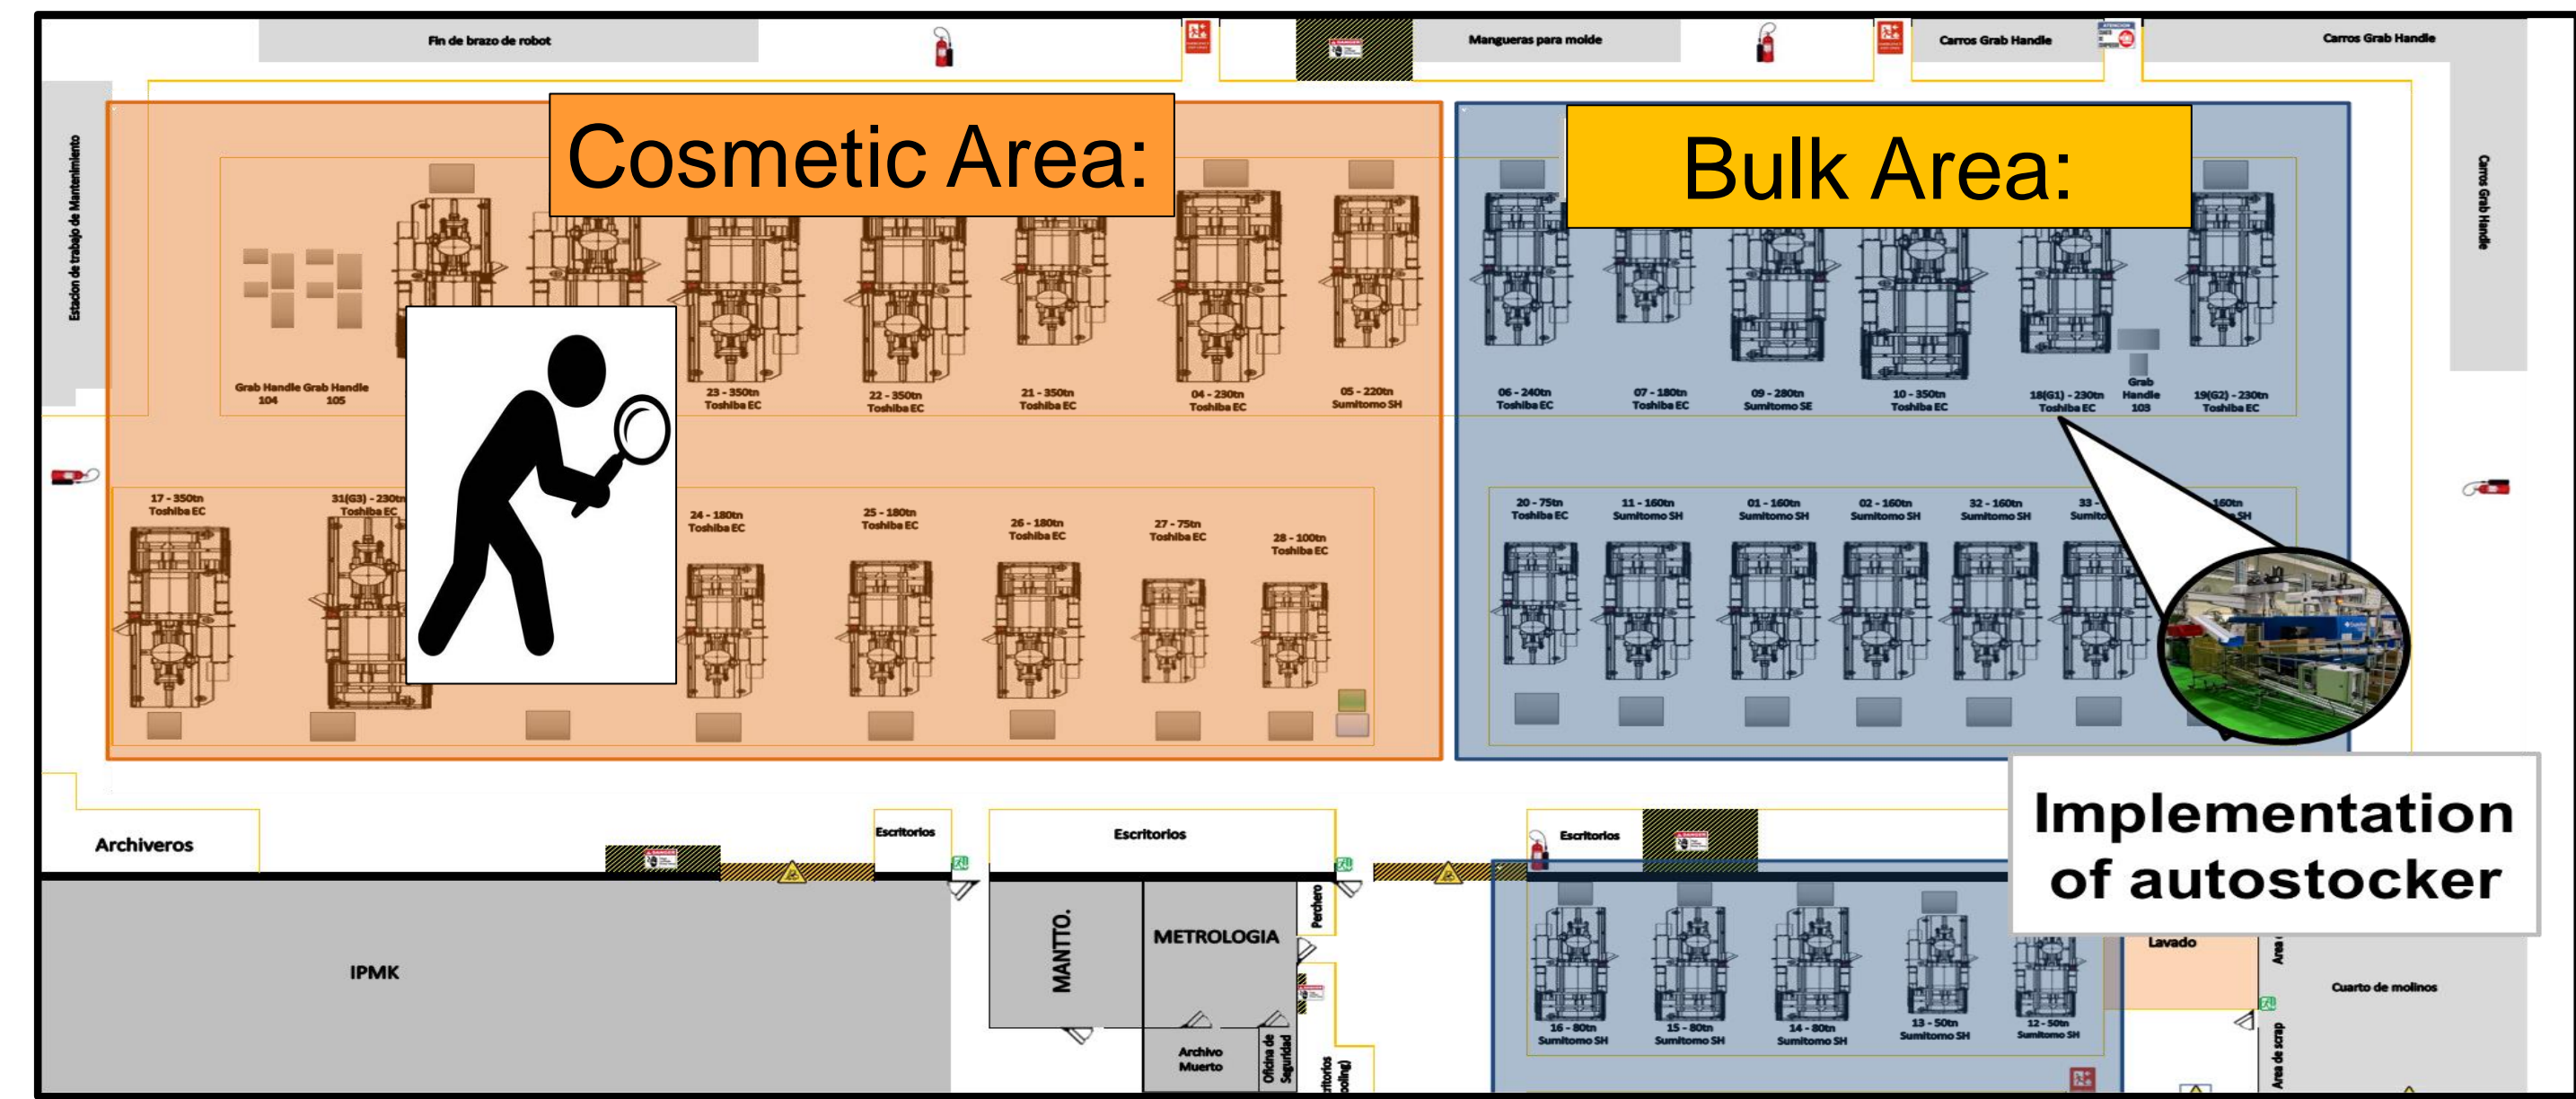 Fin de brazo de robot
Mangueras para molde
Carros Grab Handle
Carros Grab Handle
Estacion de trabajo de Mantenimiento
Cosmetic Area:
Bulk Area:
Carros Grab Handle
Grab Handle
104
Grab Handle
105
23 - 350tn
Toshiba EC
22 - 350tn
Toshiba EC
21 - 350tn
Toshiba EC
04 - 230tn
Toshiba EC
05 - 220tn
Sumitomo SH
06 - 240tn
Toshiba EC
07 - 180tn
Toshiba EC
09 - 280tn
Sumitomo SE
10 - 350tn
Toshiba EC
18(G1) - 230tn
Toshiba EC
Grab
Handle
103
19(G2) - 230tn
Toshiba EC
17 - 350tn
Toshiba EC
31(G3) - 230tn
Toshiba EC
24 - 180tn
Toshiba EC
25 - 180tn
Toshiba EC
26 - 180tn
Toshiba EC
27 - 75tn
Toshiba EC
28 - 100tn
Toshiba EC
20 - 75tn
Toshiba EC
11 - 160tn
Sumitomo SH
01 - 160tn
Sumitomo SH
02 - 160tn
Sumitomo SH
32 - 160tn
Sumitomo SH
33 -
160tn
SH
Implementation
of autostocker
Archiveros
Escritorios
Escritorios
Escritorios
IPMK
MANTTO.
METROLOGIA
Perchero
Archivo
Muerto
Oficina de
Seguridad
16 - 80tn
Sumitomo SH
15 - 80tn
Sumitomo SH
14 - 80tn
Sumitomo SH
13 - 50tn
Sumitomo SH
12 - 50tn
Sumitomo SH
Lavado
Area
Cuarto de molinos
Area de scrap